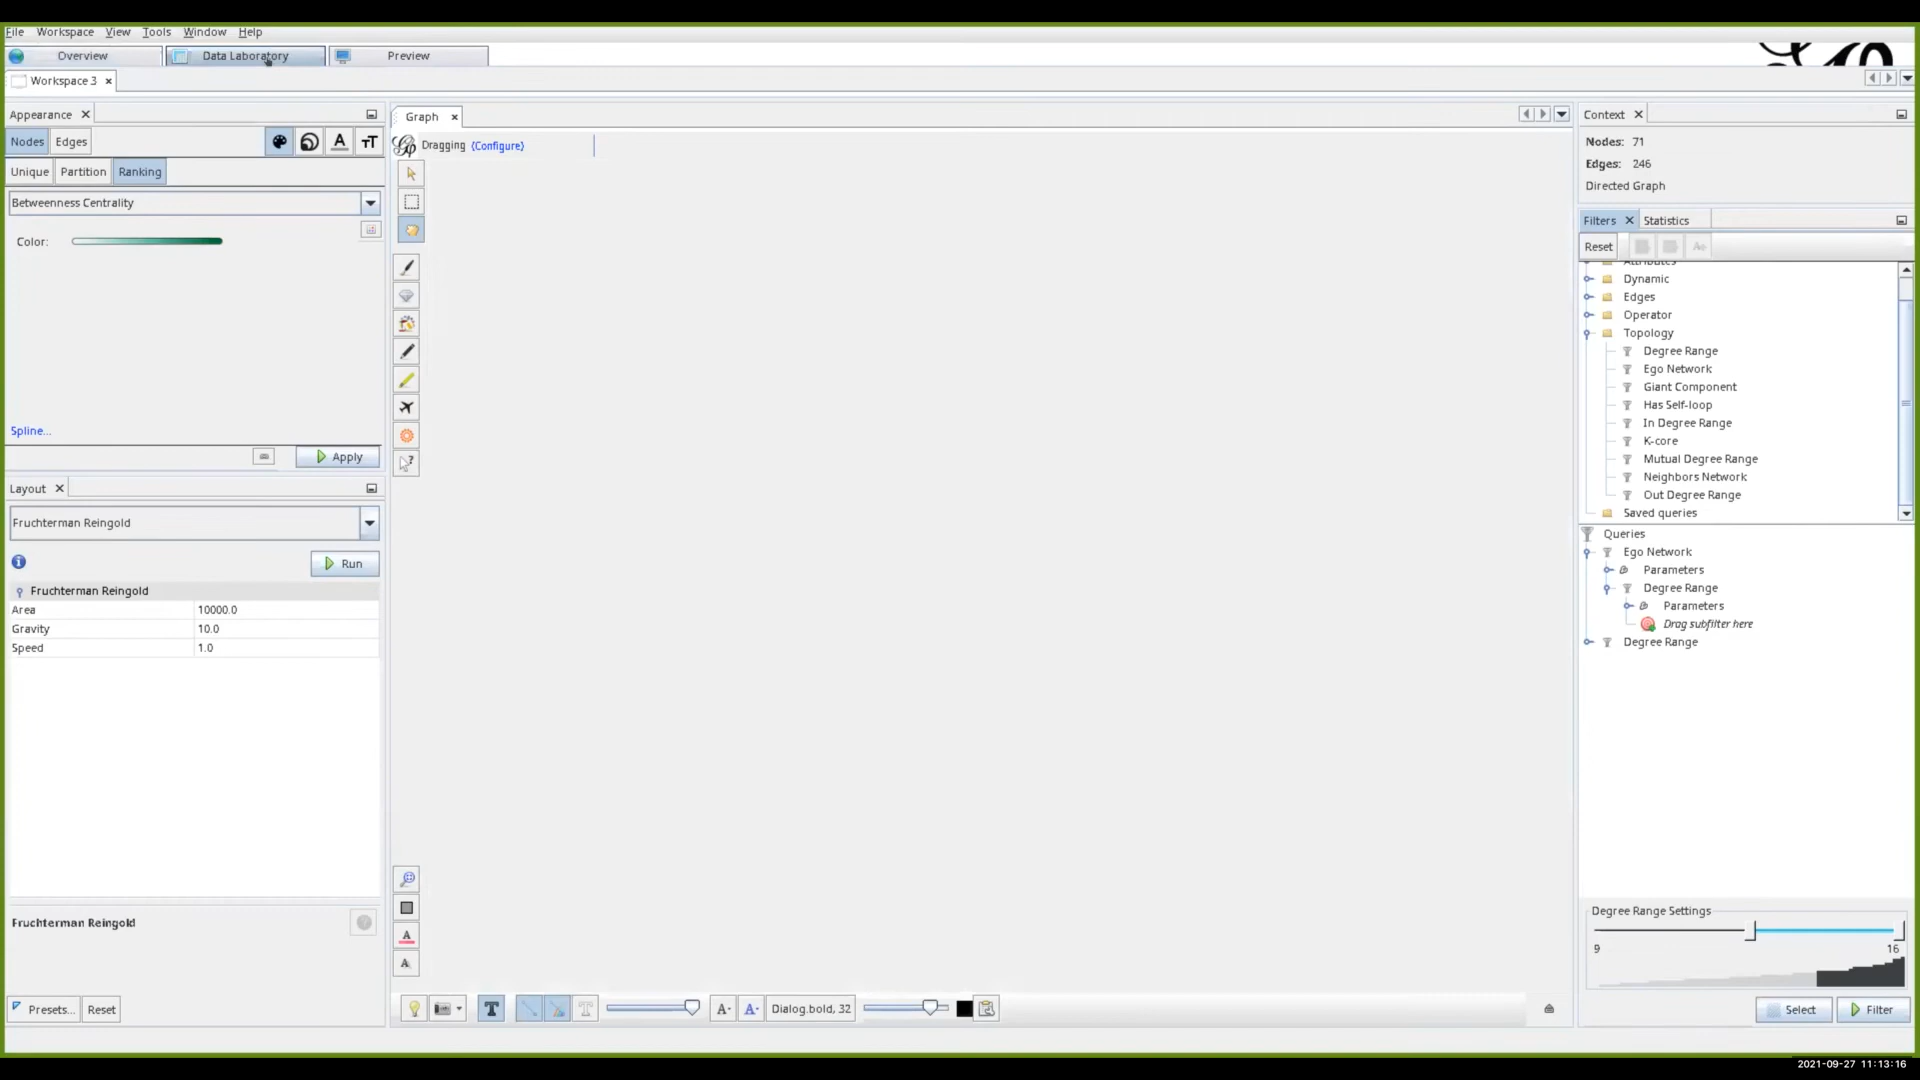 File Workspace View Tools Window Help
Overview Data Laboratory Preview
Workspace 3
Appearance
Nodes Edges
Unique Partition Ranking
Betweenness Centrality
Color:
Spline...
Apply
Layout
Fruchterman Reingold
Run
Fruchterman Reingold
Area 10000.0
Gravity 10.0
Speed 1.0
Fruchterman Reingold
Presets... Reset
Graph
Dragging (Configure)
Dialog.bold, 32
Context
Nodes: 71
Edges: 246
Directed Graph
Filters Statistics
Reset
Attributes
Dynamic
Edges
Operator
Topology
Degree Range
Ego Network
Giant Component
Has Self-loop
In Degree Range
K-core
Mutual Degree Range
Neighbors Network
Out Degree Range
Saved queries
Queries
Ego Network
Parameters
Degree Range
Parameters
Drag subfilter here
Degree Range
Degree Range Settings
9 16
Select Filter
2021-09-27 11:13:16